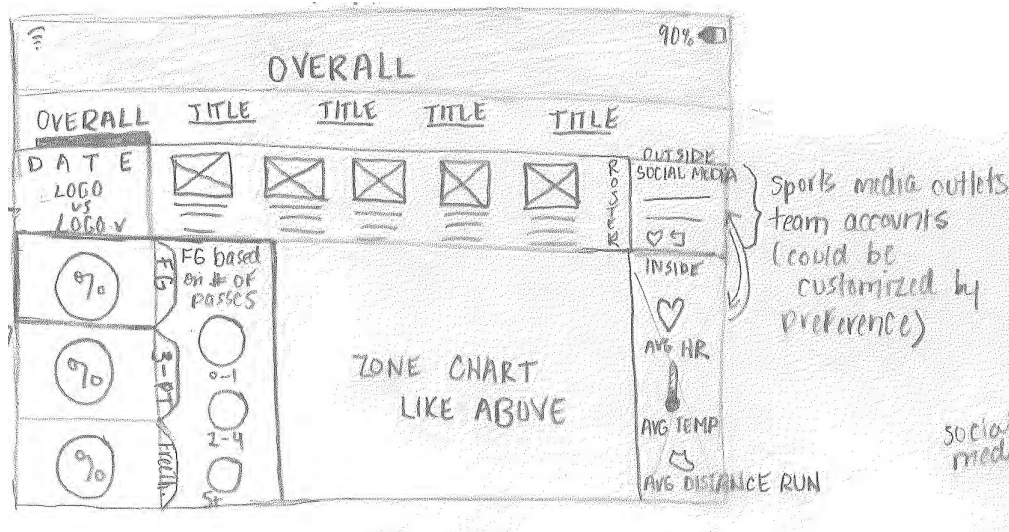 90%
OVERALL
OVERALL TITLE TITLE TITLE TITLE
DATE
LOGO
VS
LOGO
ROSTER
OUTSIDE
SOCIAL MEDIA
sports media outlets
team accounts
(could be
customized by
preference)
%
FG
%
3-PT
%
FG based
on # of
passes
0-1
2-4
5+
ZONE CHART
LIKE ABOVE
INSIDE
AVG HR
AVG TEMP
AVG DISTANCE RUN
social